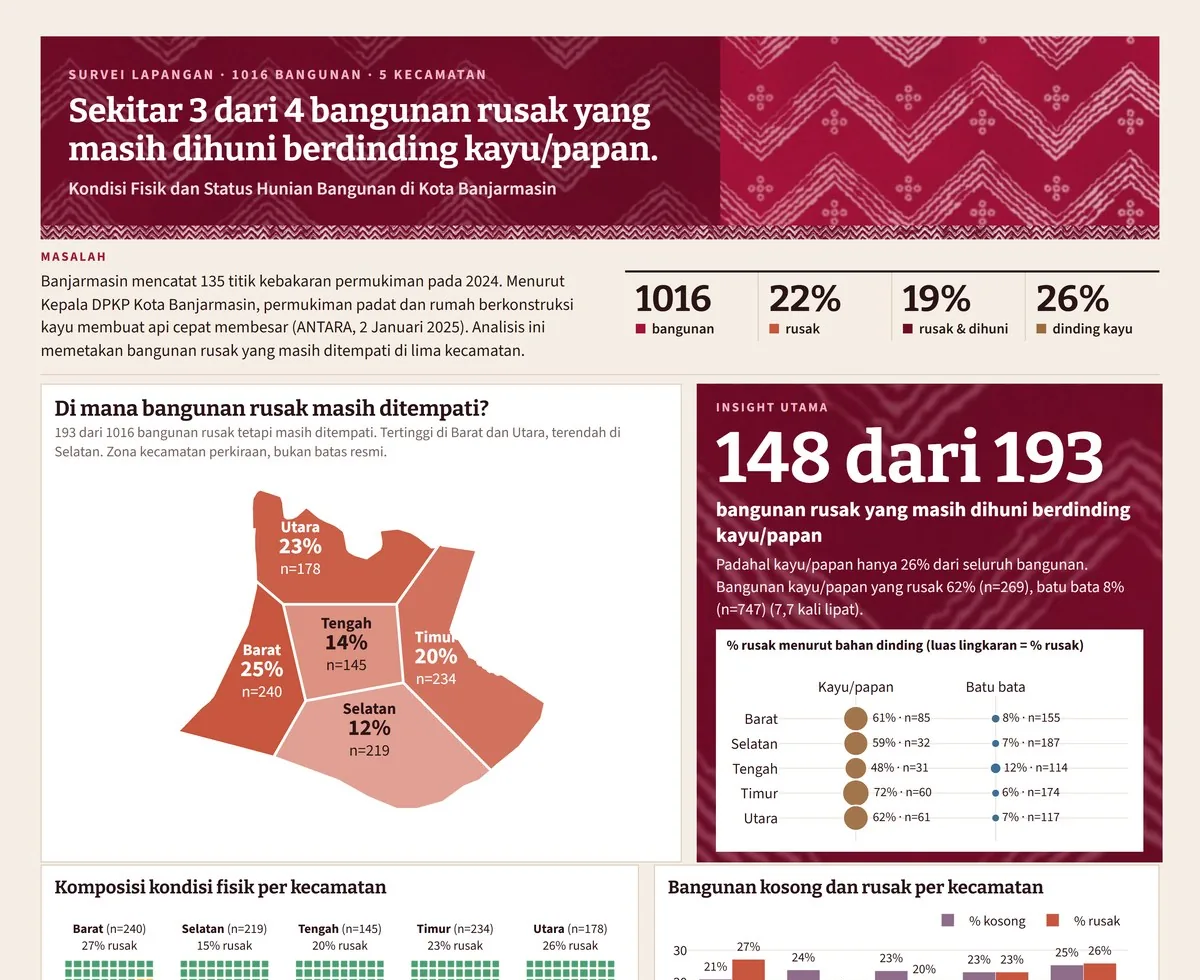 SURVEI LAPANGAN · 1016 BANGUNAN · 5 KECAMATAN
Sekitar 3 dari 4 bangunan rusak yang
masih dihuni berdinding kayu/papan.
Kondisi Fisik dan Status Hunian Bangunan di Kota Banjarmasin
MASALAH
Banjarmasin mencatat 135 titik kebakaran permukiman pada 2024. Menurut
Kepala DPKP Kota Banjarmasin, permukiman padat dan rumah berkonstruksi
kayu membuat api cepat membesar (ANTARA, 2 Januari 2025). Analisis ini
memetakan bangunan rusak yang masih ditempati di lima kecamatan.
1016
bangunan
22%
rusak
19%
rusak & dihuni
26%
dinding kayu
Di mana bangunan rusak masih ditempati?
193 dari 1016 bangunan rusak tetapi masih ditempati. Tertinggi di Barat dan Utara, terendah di
Selatan. Zona kecamatan perkiraan, bukan batas resmi.
Utara
23%
n=178
Tengah
14%
n=145
Timur
20%
n=234
Barat
25%
n=240
Selatan
12%
n=219
INSIGHT UTAMA
148 dari 193
bangunan rusak yang masih dihuni berdinding
kayu/papan
Padahal kayu/papan hanya 26% dari seluruh bangunan.
Bangunan kayu/papan yang rusak 62% (n=269), batu bata 8%
(n=747) (7,7 kali lipat).
% rusak menurut bahan dinding (luas lingkaran = % rusak)
Kayu/papan Batu bata
Barat 61% · n=85 8% · n=155
Selatan 59% · n=32 7% · n=187
Tengah 48% · n=31 12% · n=114
Timur 72% · n=60 6% · n=174
Utara 62% · n=61 7% · n=117
Komposisi kondisi fisik per kecamatan
Barat (n=240) Selatan (n=219) Tengah (n=145) Timur (n=234) Utara (n=178)
27% rusak 15% rusak 20% rusak 23% rusak 26% rusak
Bangunan kosong dan rusak per kecamatan
% kosong % rusak
30
21% 27% 24% 23% 20% 23% 23% 25% 26%